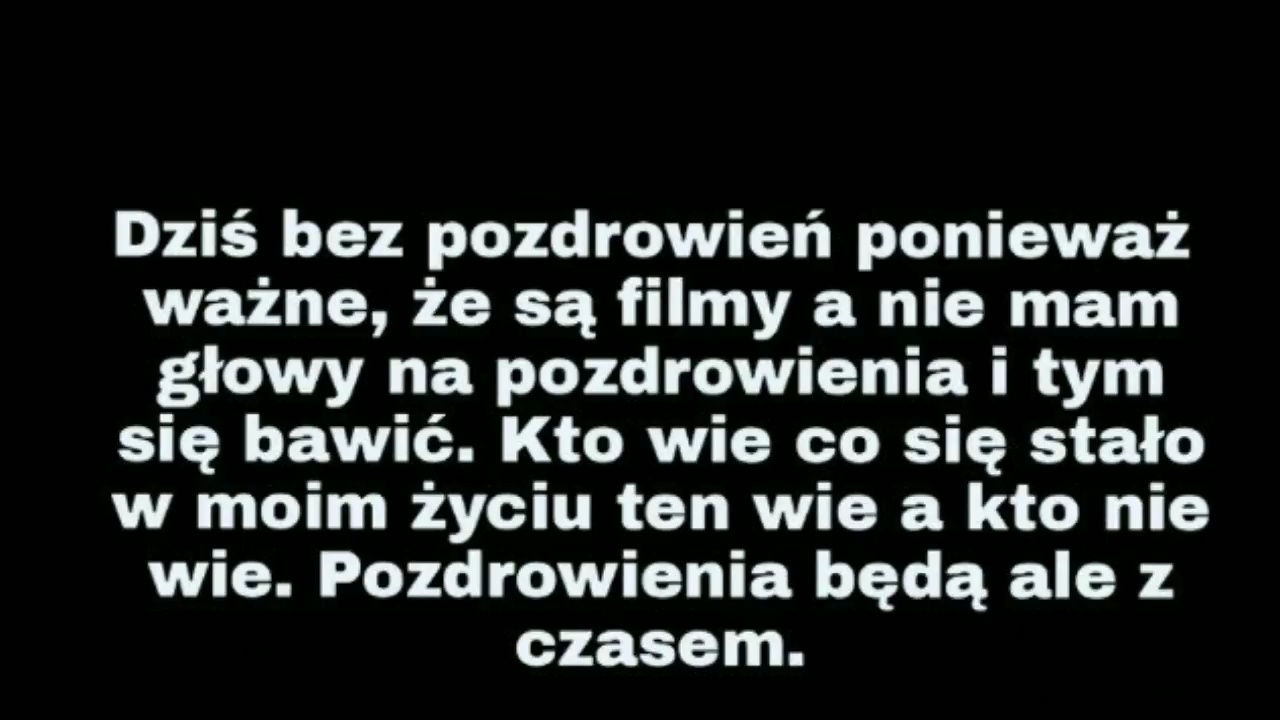 Dziś bez pozdrowień ponieważ
ważne, że są filmy a nie mam
głowy na pozdrowienia i tym
się bawić. Kto wie co się stało
w moim życiu ten wie a kto nie
wie. Pozdrowienia będą ale z
czasem.